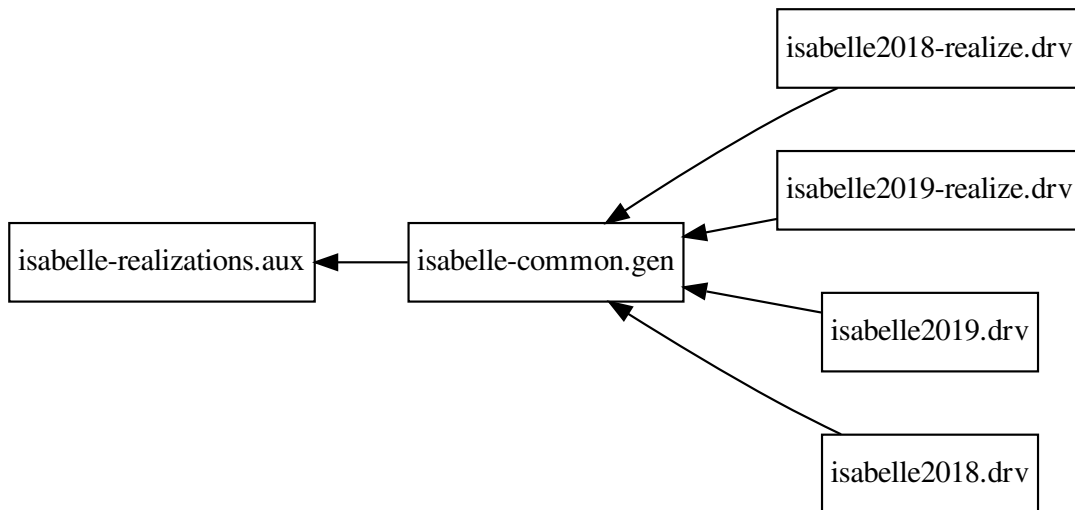 isabelle2018-realize.drv
isabelle2019-realize.drv
isabelle-realizations.aux
isabelle-common.gen
isabelle2019.drv
isabelle2018.drv